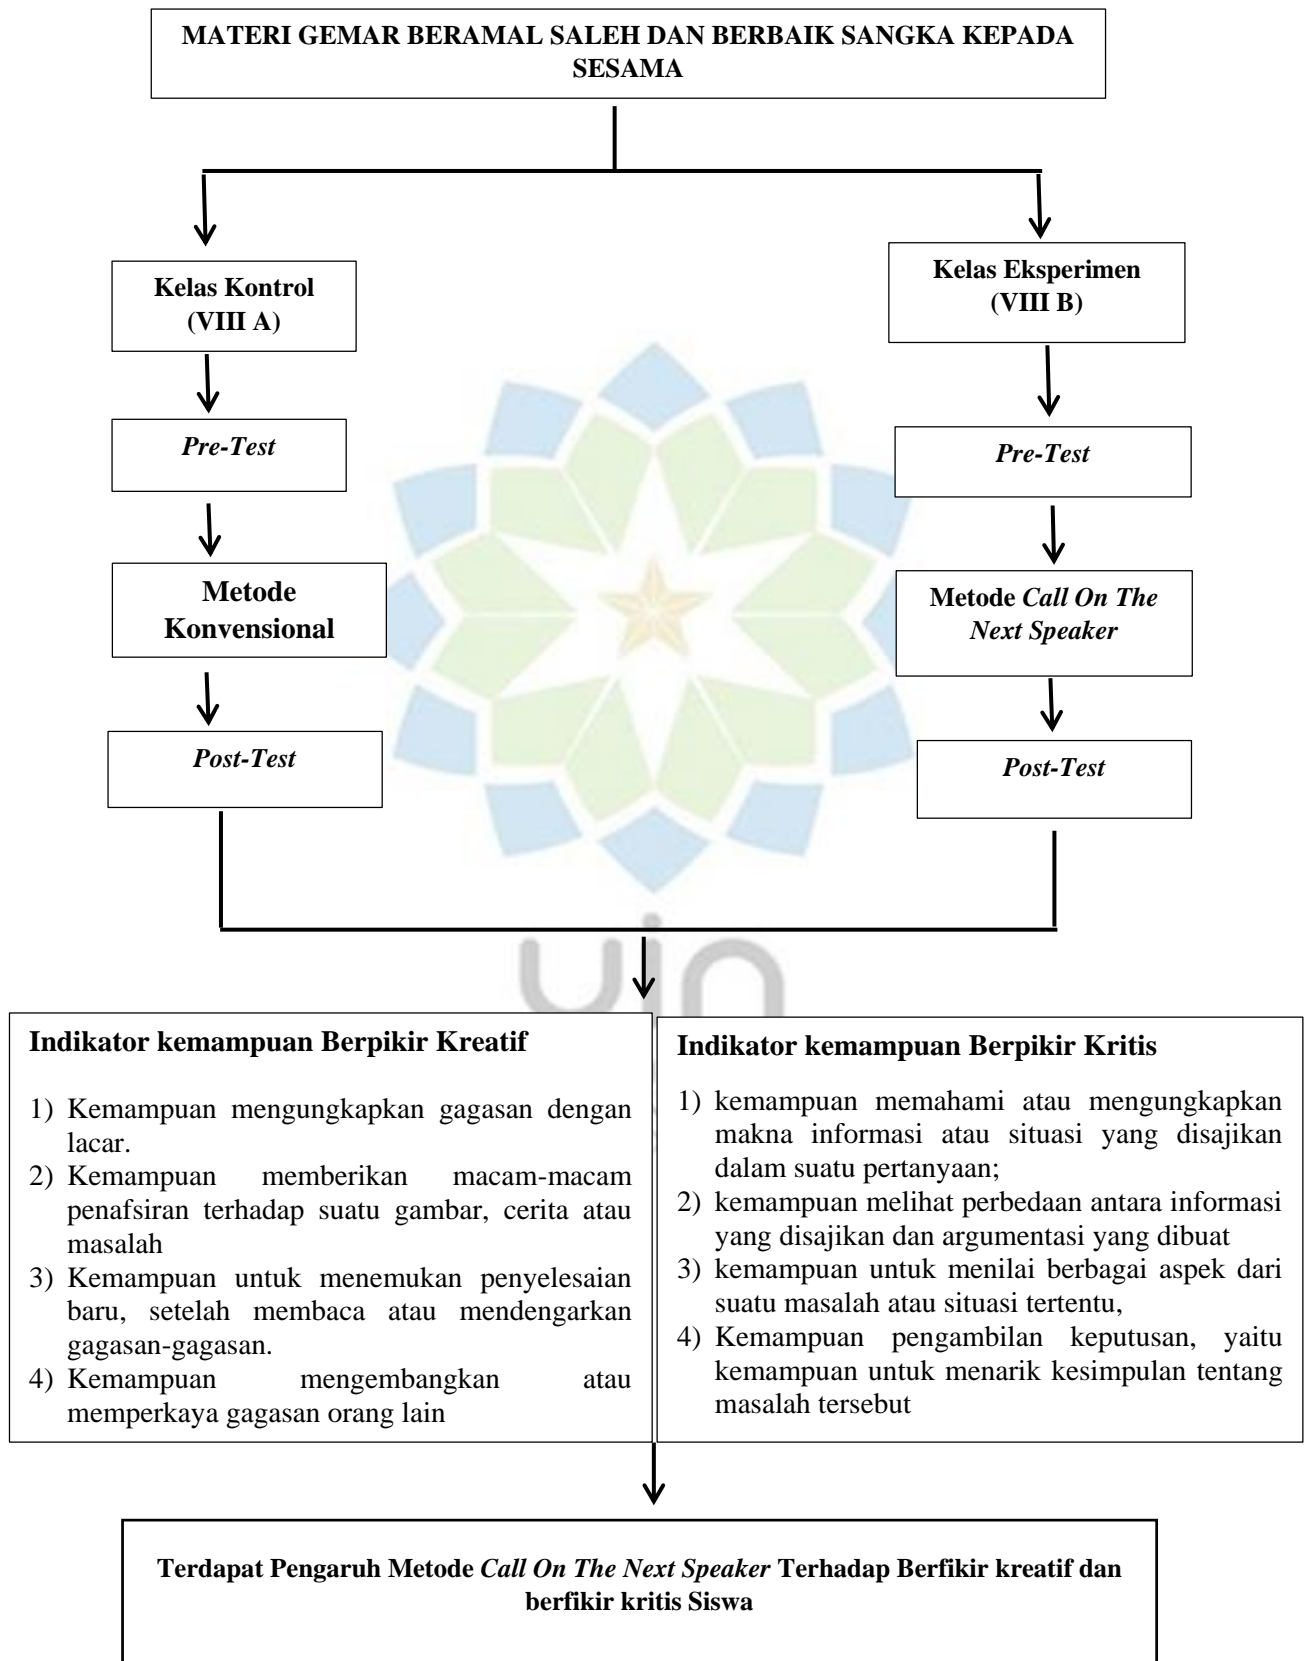 MATERI GEMAR BERAMAL SALEH DAN BERBAIK SANGKA KEPADA
SESAMA
Kelas Kontrol
(VIII A)
Pre-Test
Metode
Konvensional
Post-Test
Kelas Eksperimen
(VIII B)
Pre-Test
Metode Call On The
Next Speaker
Post-Test
uin
Indikator kemampuan Berpikir Kreatif
1) Kemampuan mengungkapkan gagasan dengan
lacar.
2) Kemampuan memberikan macam-macam
penafsiran terhadap suatu gambar, cerita atau
masalah
3) Kemampuan untuk menemukan penyelesaian
baru, setelah membaca atau mendengarkan
gagasan-gagasan.
4) Kemampuan mengembangkan atau
memperkaya gagasan orang lain
Indikator kemampuan Berpikir Kritis
1) kemampuan memahami atau mengungkapkan
makna informasi atau situasi yang disajikan
dalam suatu pertanyaan;
2) kemampuan melihat perbedaan antara informasi
yang disajikan dan argumentasi yang dibuat
3) kemampuan untuk menilai berbagai aspek dari
suatu masalah atau situasi tertentu,
4) Kemampuan pengambilan keputusan, yaitu
kemampuan untuk menarik kesimpulan tentang
masalah tersebut
Terdapat Pengaruh Metode Call On The Next Speaker Terhadap Berfikir kreatif dan
berfikir kritis Siswa